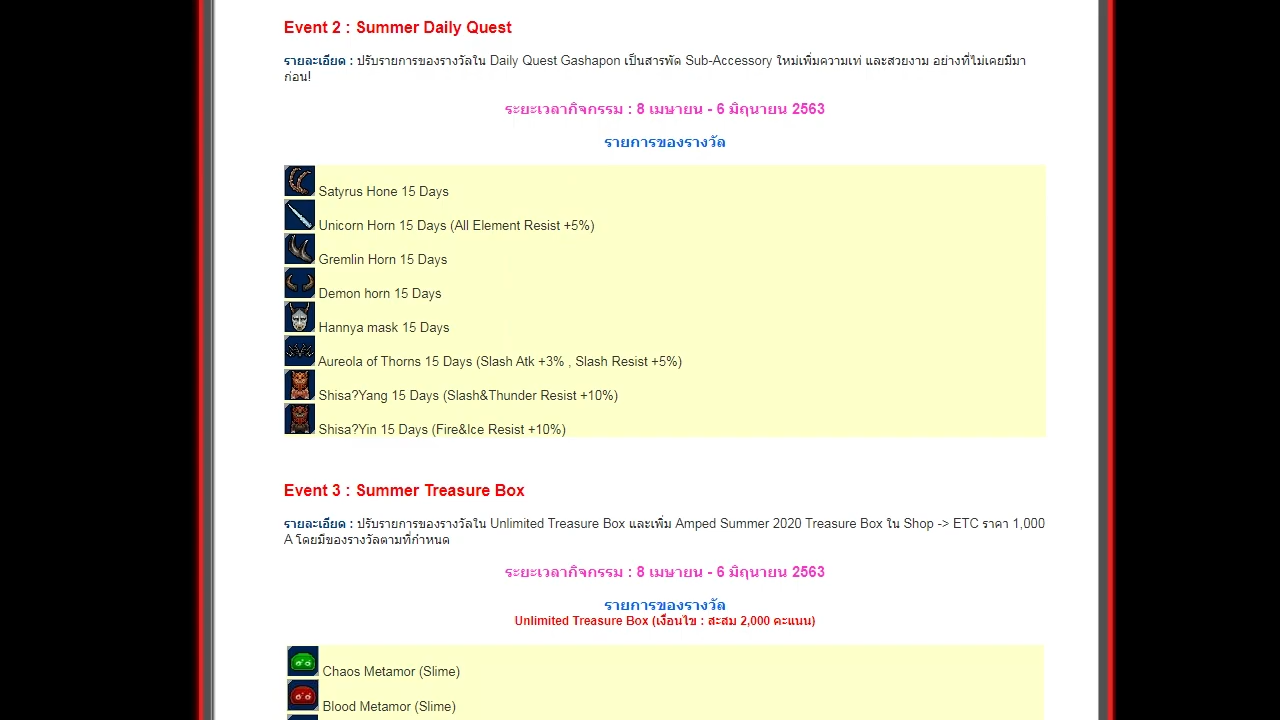 Event 2 : Summer Daily Quest
รายละเอียด : ปรับรายการของรางวัลใน Daily Quest Gashapon เป็นสารพัด Sub-Accessory ใหม่เพิ่มความเท่ และสวยงาม อย่างที่ไม่เคยมีมา
ก่อน!
ระยะเวลากิจกรรม : 8 เมษายน - 6 มิถุนายน 2563
รายการของรางวัล
Satyrus Hone 15 Days
Unicorn Horn 15 Days (All Element Resist +5%)
Gremlin Horn 15 Days
Demon horn 15 Days
Hannya mask 15 Days
Aureola of Thorns 15 Days (Slash Atk +3% , Slash Resist +5%)
Shisa?Yang 15 Days (Slash&Thunder Resist +10%)
Shisa?Yin 15 Days (Fire&Ice Resist +10%)
Event 3 : Summer Treasure Box
รายละเอียด : ปรับรายการของรางวัลใน Unlimited Treasure Box และเพิ่ม Amped Summer 2020 Treasure Box ใน Shop -> ETC ราคา 1,000
A โดยมีของรางวัลตามที่กำหนด
ระยะเวลากิจกรรม : 8 เมษายน - 6 มิถุนายน 2563
รายการของรางวัล
Unlimited Treasure Box (เงื่อนไข : สะสม 2,000 คะแนน)
Chaos Metamor (Slime)
Blood Metamor (Slime)